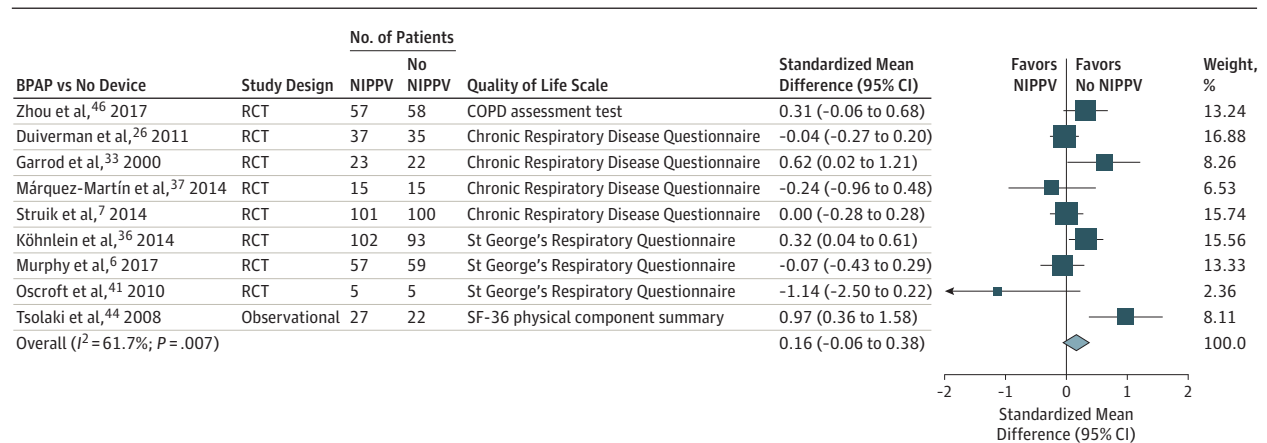 No. of Patients
BPAP vs No Device Study Design NIPPV No NIPPV Quality of Life Scale Standardized Mean Difference (95% CI) Favors NIPPV Favors No NIPPV Weight, %
Zhou et al,46 2017 RCT 57 58 COPD assessment test 0.31 (-0.06 to 0.68) 13.24
Duiverman et al,26 2011 RCT 37 35 Chronic Respiratory Disease Questionnaire -0.04 (-0.27 to 0.20) 16.88
Garrod et al,33 2000 RCT 23 22 Chronic Respiratory Disease Questionnaire 0.62 (0.02 to 1.21) 8.26
Márquez-Martín et al,37 2014 RCT 15 15 Chronic Respiratory Disease Questionnaire -0.24 (-0.96 to 0.48) 6.53
Struik et al,7 2014 RCT 101 100 Chronic Respiratory Disease Questionnaire 0.00 (-0.28 to 0.28) 15.74
Köhnlein et al,36 2014 RCT 102 93 St George's Respiratory Questionnaire 0.32 (0.04 to 0.61) 15.56
Murphy et al,6 2017 RCT 57 59 St George's Respiratory Questionnaire -0.07 (-0.43 to 0.29) 13.33
Oscroft et al,41 2010 RCT 5 5 St George's Respiratory Questionnaire -1.14 (-2.50 to 0.22) 2.36
Tsolaki et al,44 2008 Observational 27 22 SF-36 physical component summary 0.97 (0.36 to 1.58) 8.11
Overall (I2 = 61.7%; P = .007) 0.16 (-0.06 to 0.38) 100.0
-2 -1 0 1 2
Standardized Mean
Difference (95% CI)